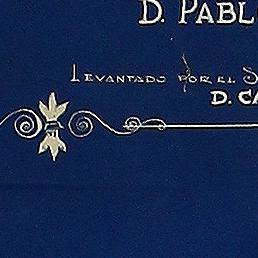 D. PABL
LEVANTADO POR EL S
D. CA